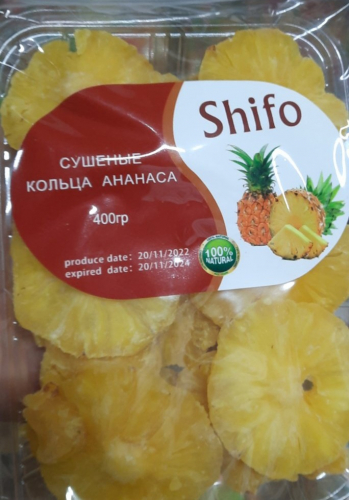 Shifo
СУШЕНЫЕ
КОЛЬЦА АНАНАСА
400гр
produce date: 20/11/2022
expired date: 20/11/2024
100%
NATURAL